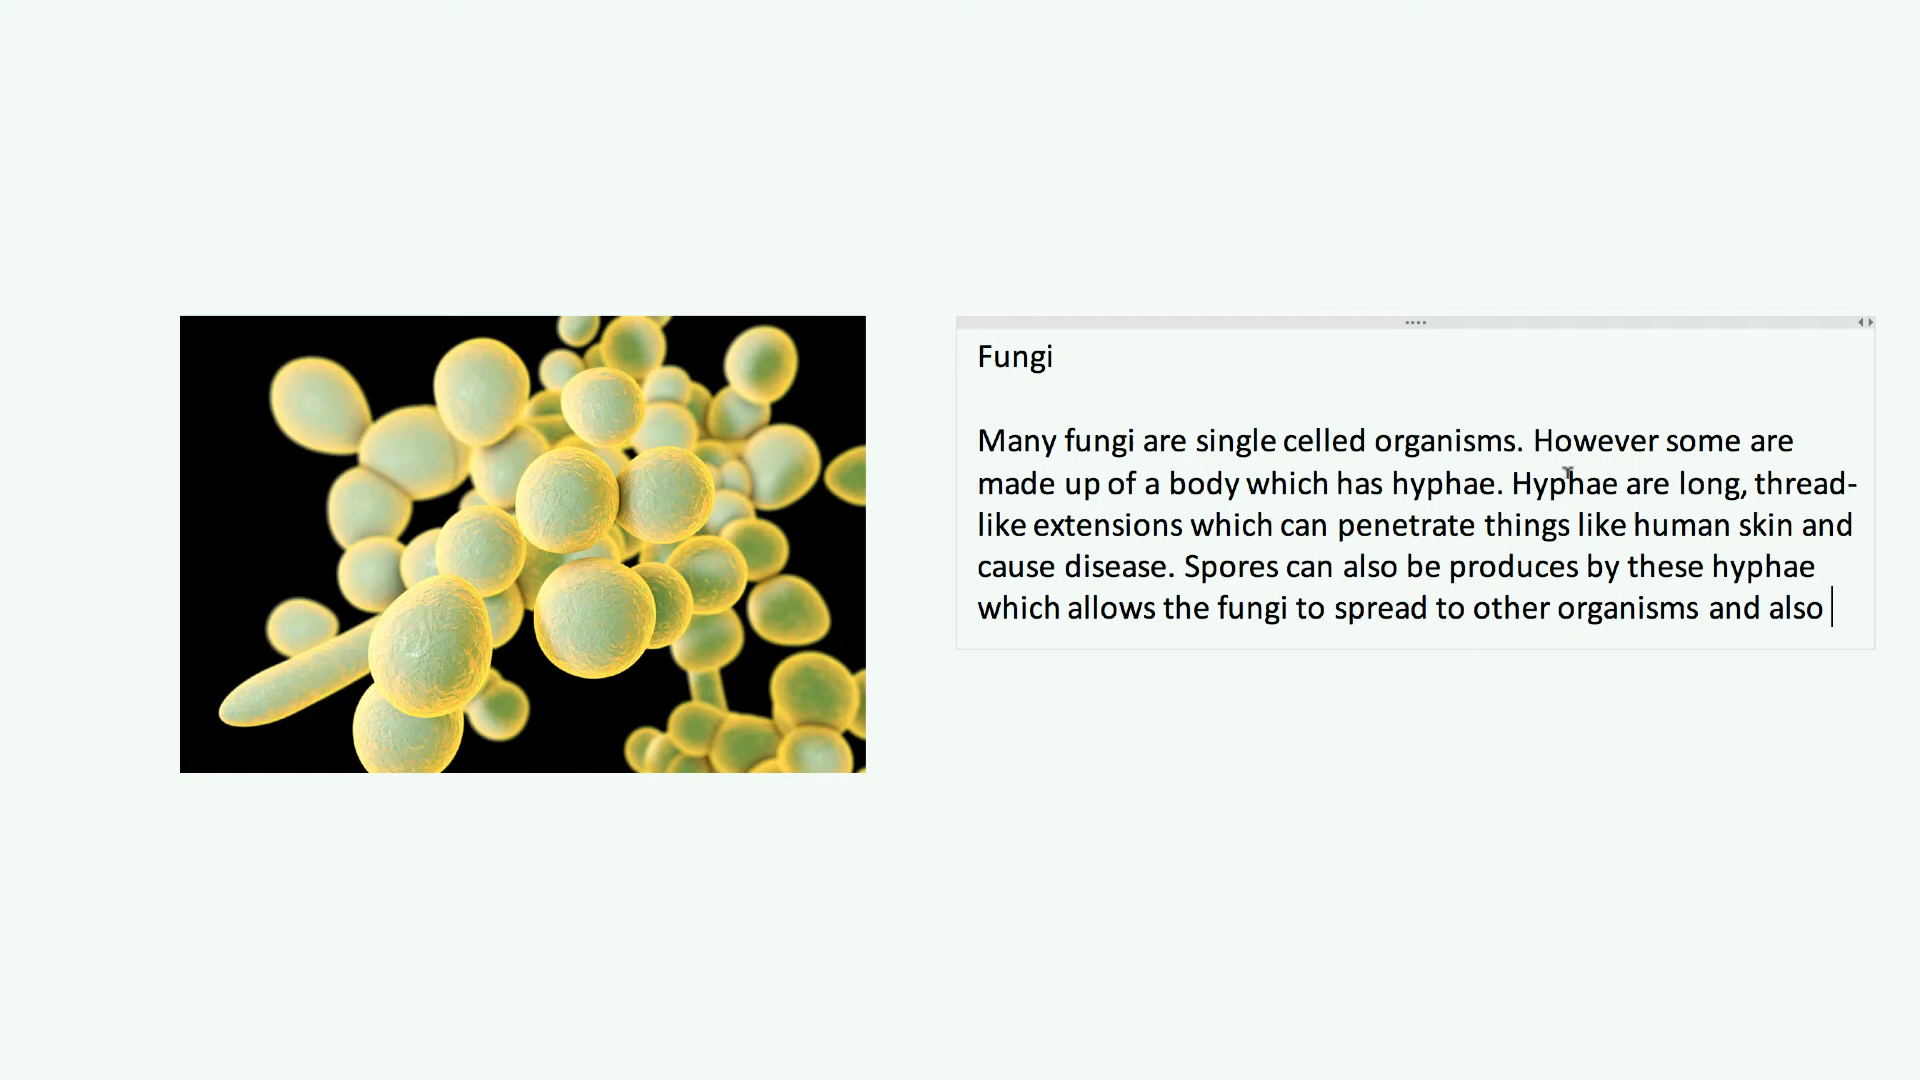 Fungi
Many fungi are single celled organisms. However some are
made up of a body which has hyphae. Hyphae are long, thread-
like extensions which can penetrate things like human skin and
cause disease. Spores can also be produces by these hyphae
which allows the fungi to spread to other organisms and also